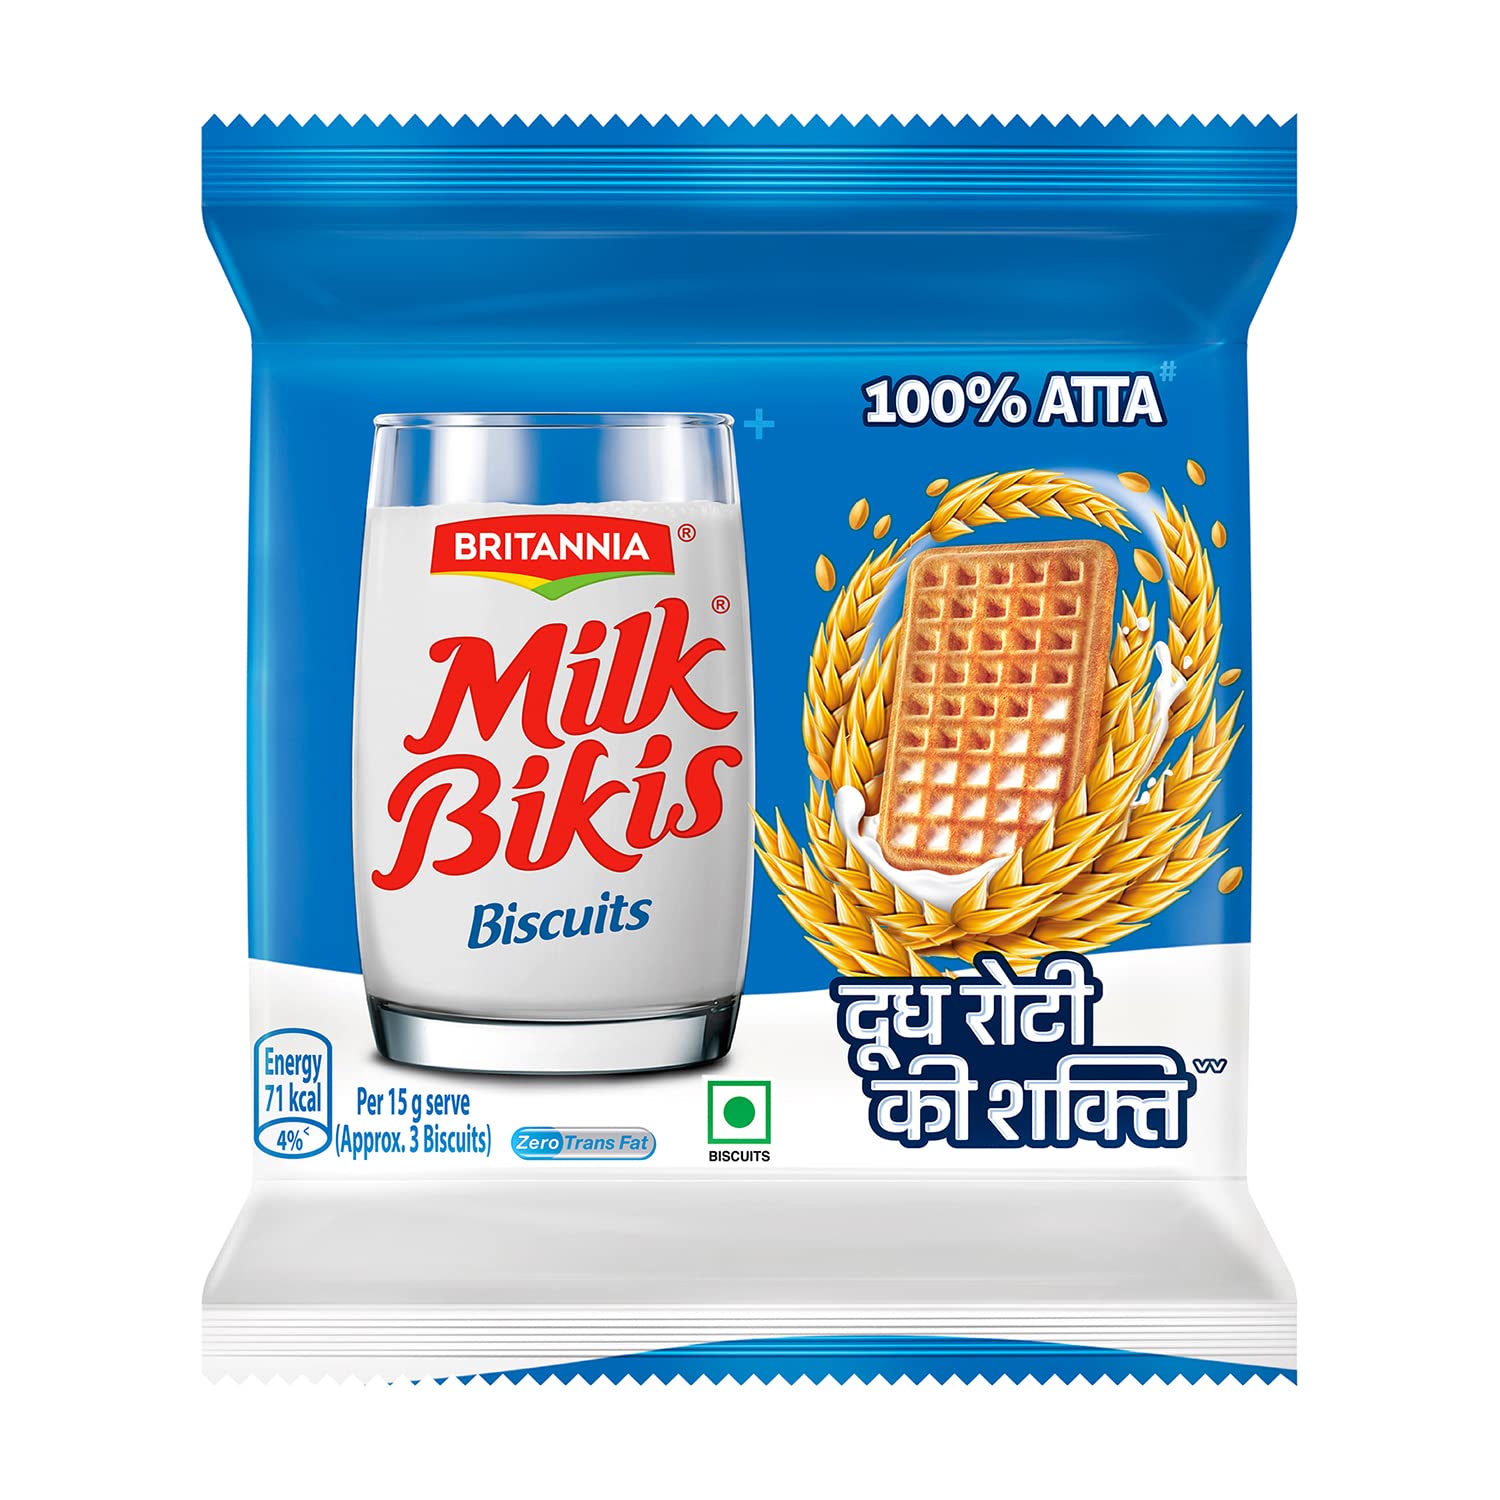 100% ATTA#
+
BRITANNIA®
Milk®
Bikis
Biscuits
दूध रोटी
की शक्ति^^
Energy
71 kcal
4%<
Per 15 g serve
(Approx. 3 Biscuits)
Zero Trans Fat
BISCUITS